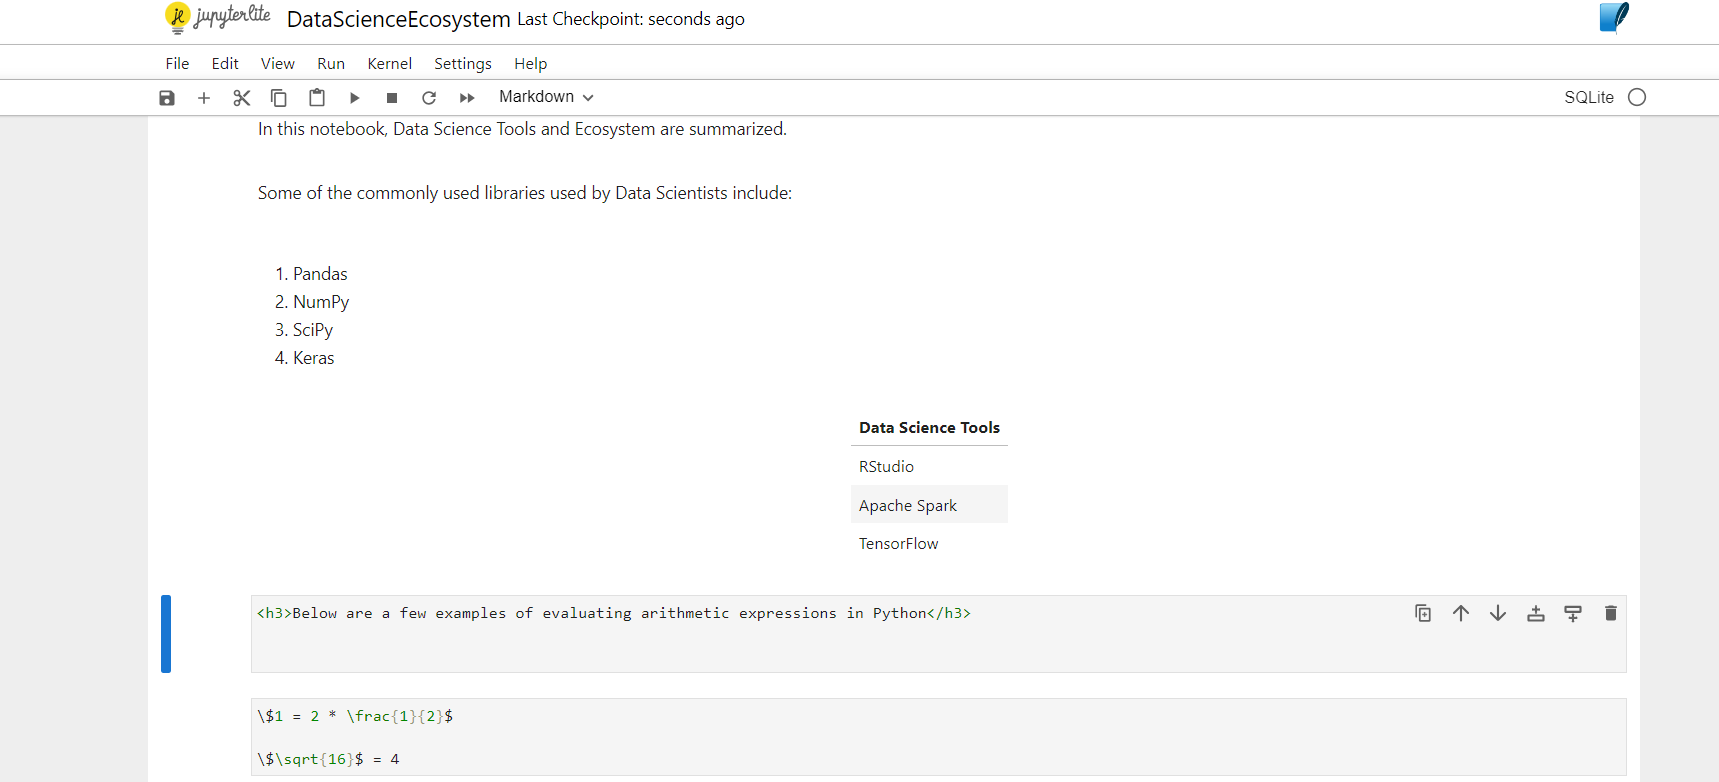 jupyterlite DataScienceEcosystem Last Checkpoint: seconds ago
File Edit View Run Kernel Settings Help
Markdown SQLite
In this notebook, Data Science Tools and Ecosystem are summarized.
Some of the commonly used libraries used by Data Scientists include:
1. Pandas
2. NumPy
3. SciPy
4. Keras
Data Science Tools
RStudio
Apache Spark
TensorFlow
<h3>Below are a few examples of evaluating arithmetic expressions in Python</h3>
\$1 = 2 * \frac{1}{2}$
\$\sqrt{16}$ = 4